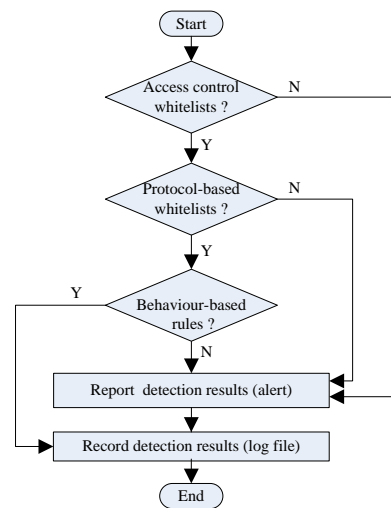 Start
Access control
whitelists ?
N
Y
Protocol-based
whitelists ?
N
Y
Y
Behaviour-based
rules ?
N
Report detection results (alert)
Record detection results (log file)
End